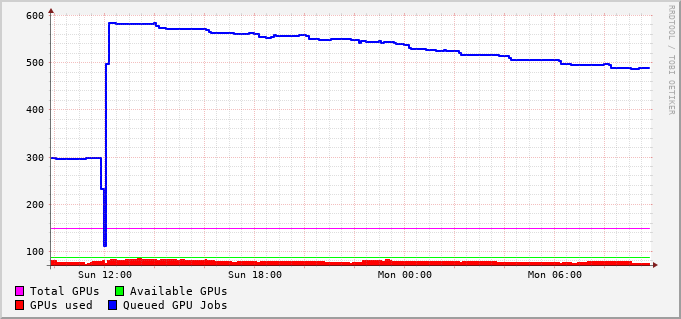 600
500
400
300
200
100
Sun 12:00 Sun 18:00 Mon 00:00 Mon 06:00
Total GPUs Available GPUs
GPUs used Queued GPU Jobs
RRDTOOL / TOBI OETIKER